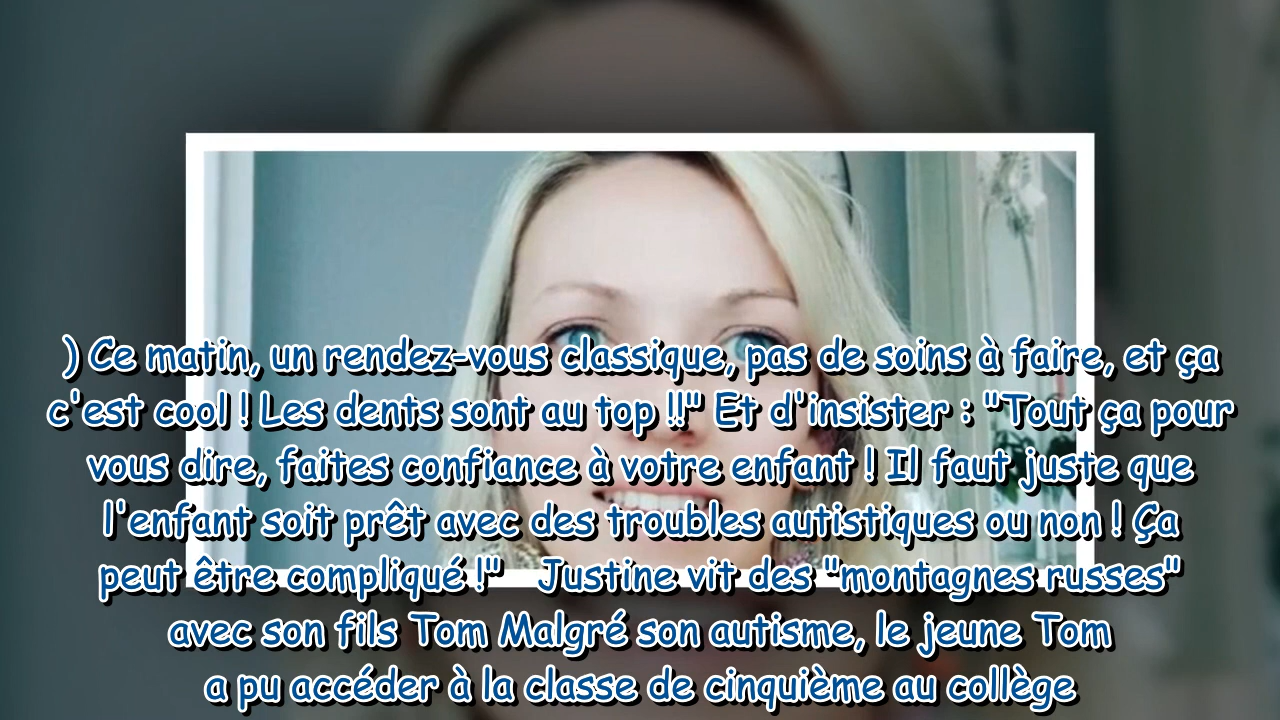 ) Ce matin, un rendez-vous classique, pas de soins à faire, et ça
c'est cool ! Les dents sont au top !!" Et d'insister : "Tout ça pour
vous dire, faites confiance à votre enfant ! Il faut juste que
l'enfant soit prêt avec des troubles autistiques ou non ! Ça
peut être compliqué !" Justine vit des "montagnes russes"
avec son fils Tom Malgré son autisme, le jeune Tom
a pu accéder à la classe de cinquième au collège